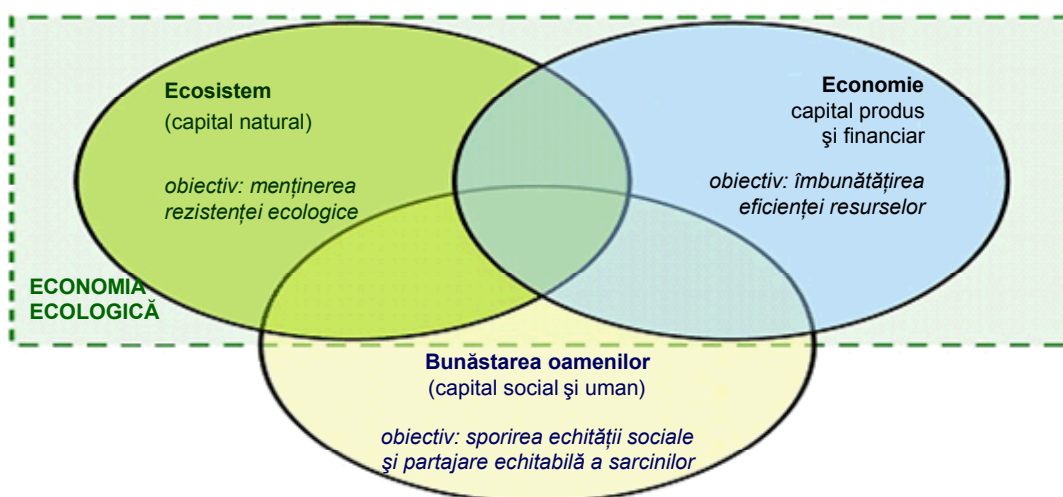 Ecosistem
(capital natural)
obiectiv: menținerea
rezistenței ecologice
Economie
capital produs
şi financiar
obiectiv: îmbunătățirea
eficienței resurselor
ECONOMIA
ECOLOGICĂ
Bunăstarea oamenilor
(capital social şi uman)
obiectiv: sporirea echității sociale
şi partajare echitabilă a sarcinilor